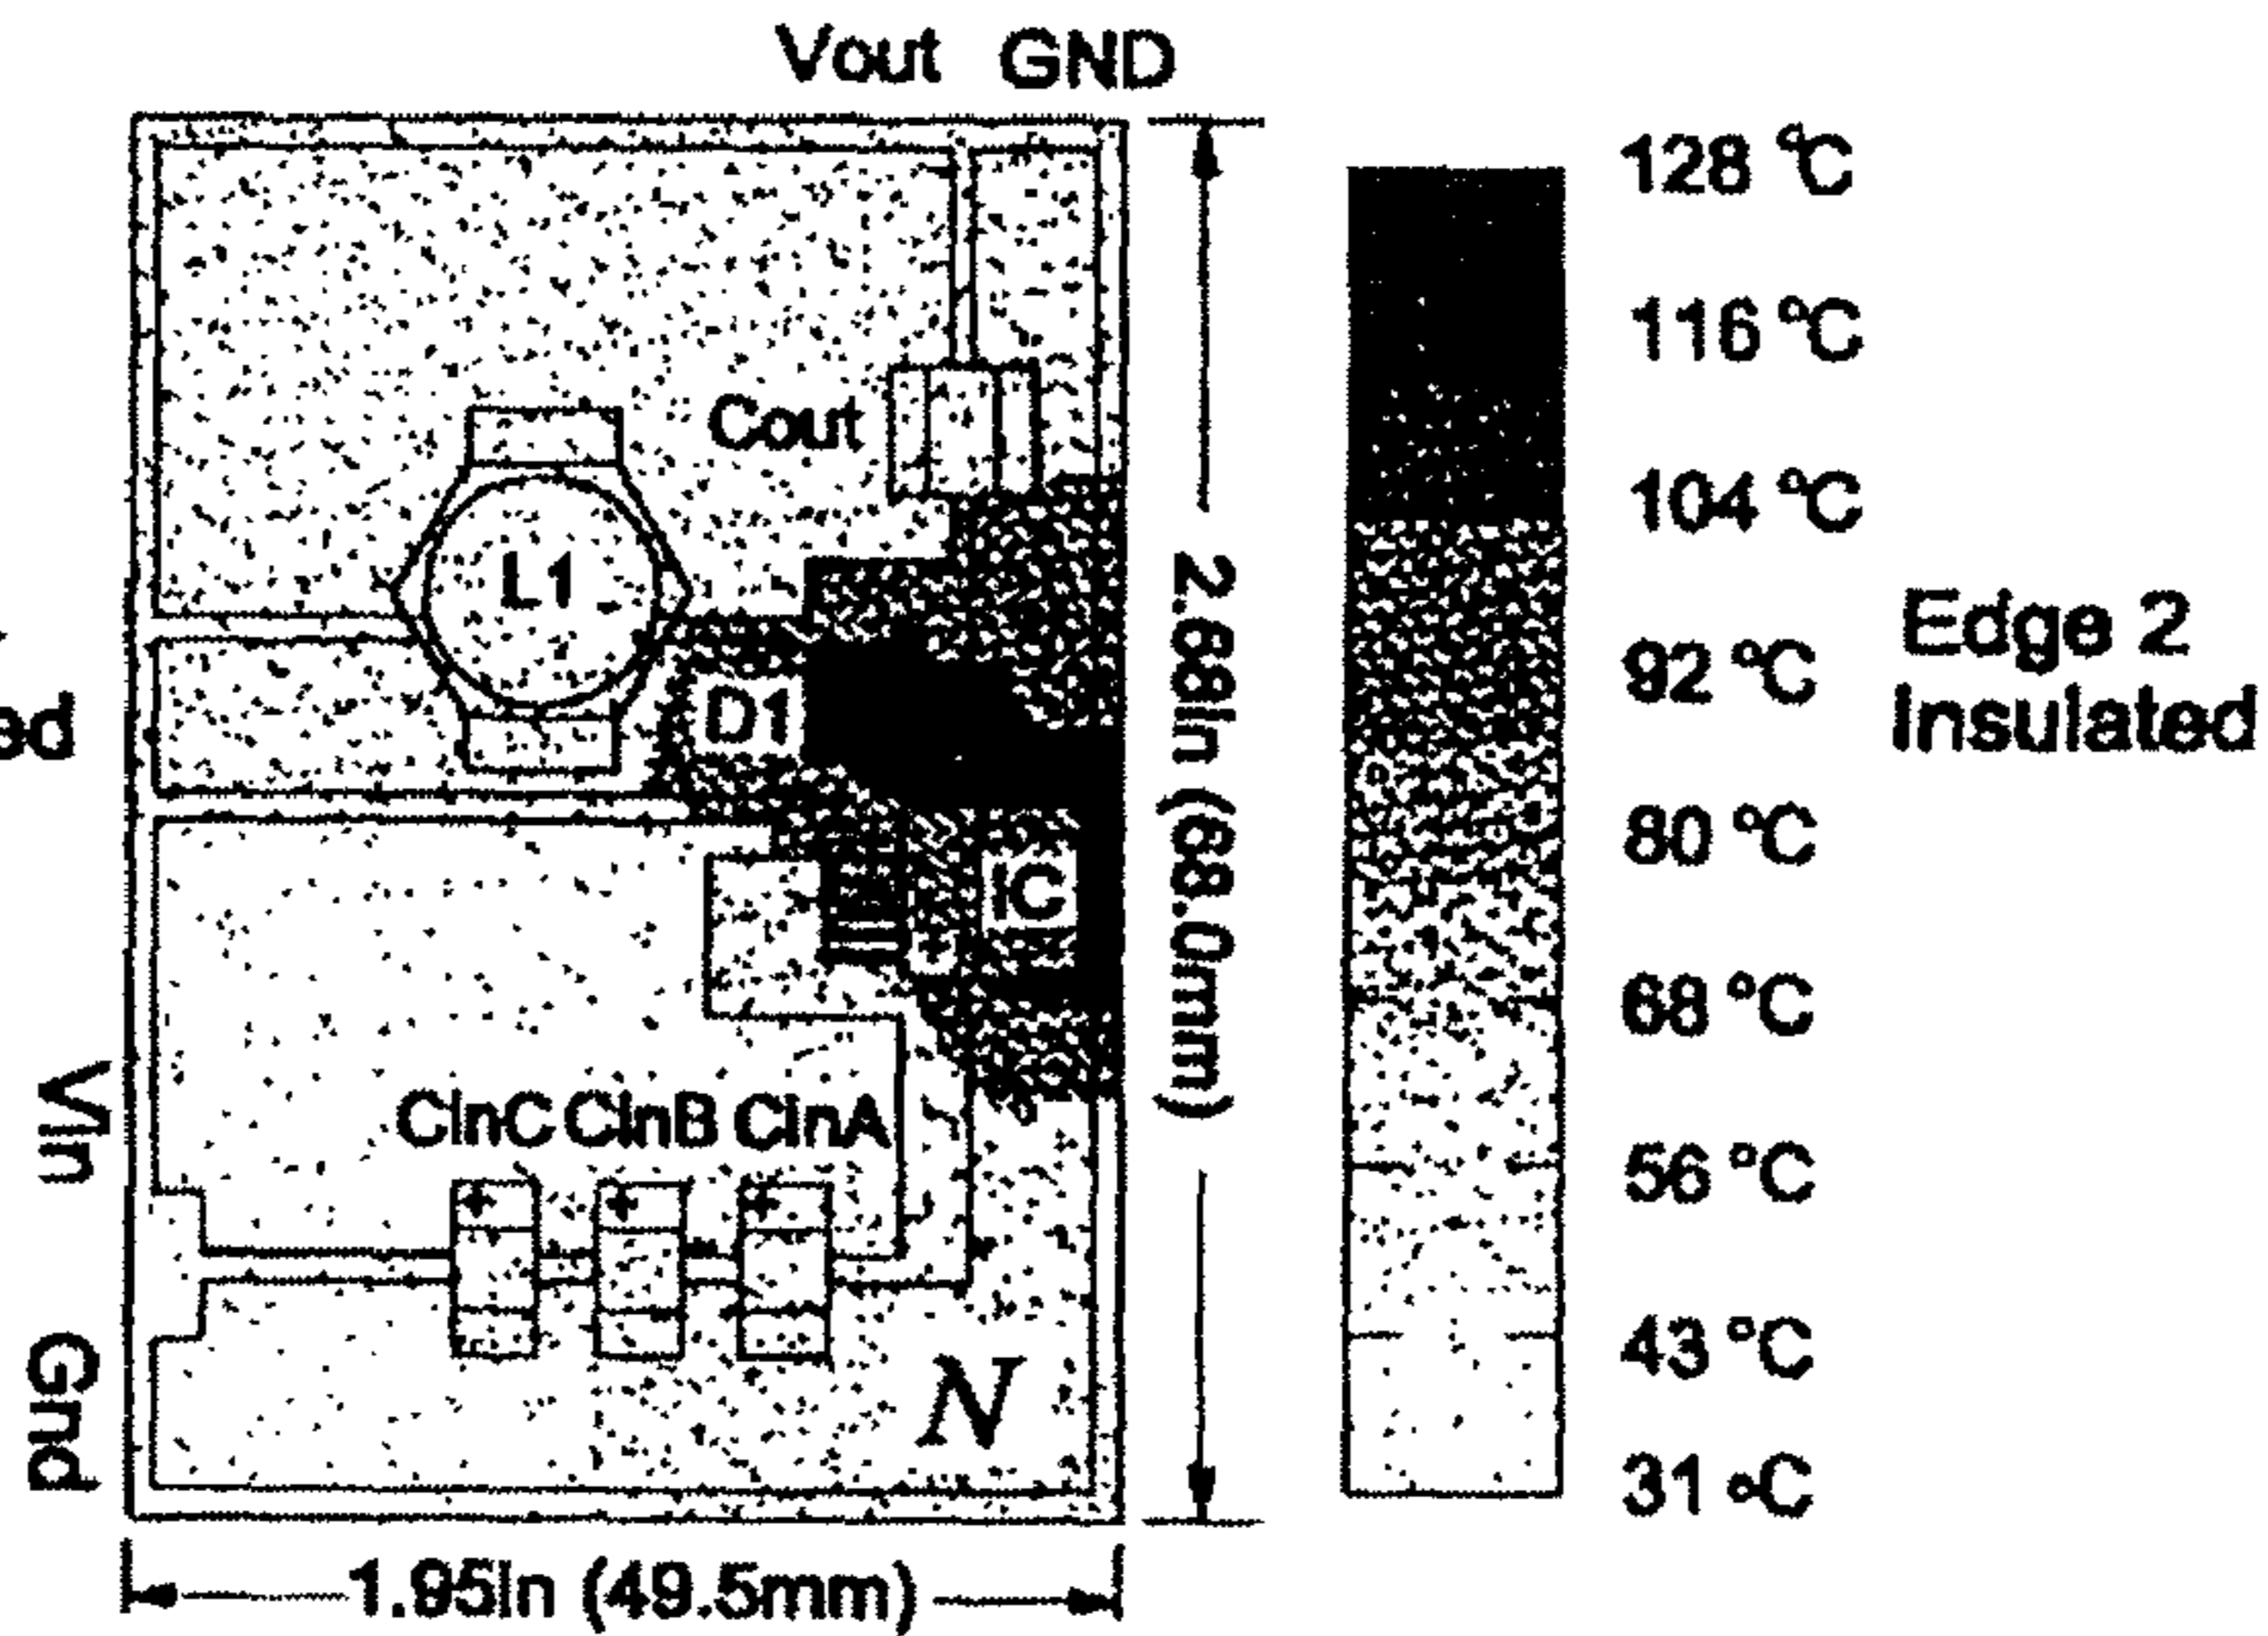 Vout GND
128 °C
116 °C
104 °C
92 °C
80 °C
68 °C
56 °C
43 °C
31 °C
Edge 2
Insulated
ed
Cout
L1
D1
IC
+
2.68in (68.0mm)
Vin
CinC CinB CinA
+ + +
Gnd
N
1.95in (49.5mm)